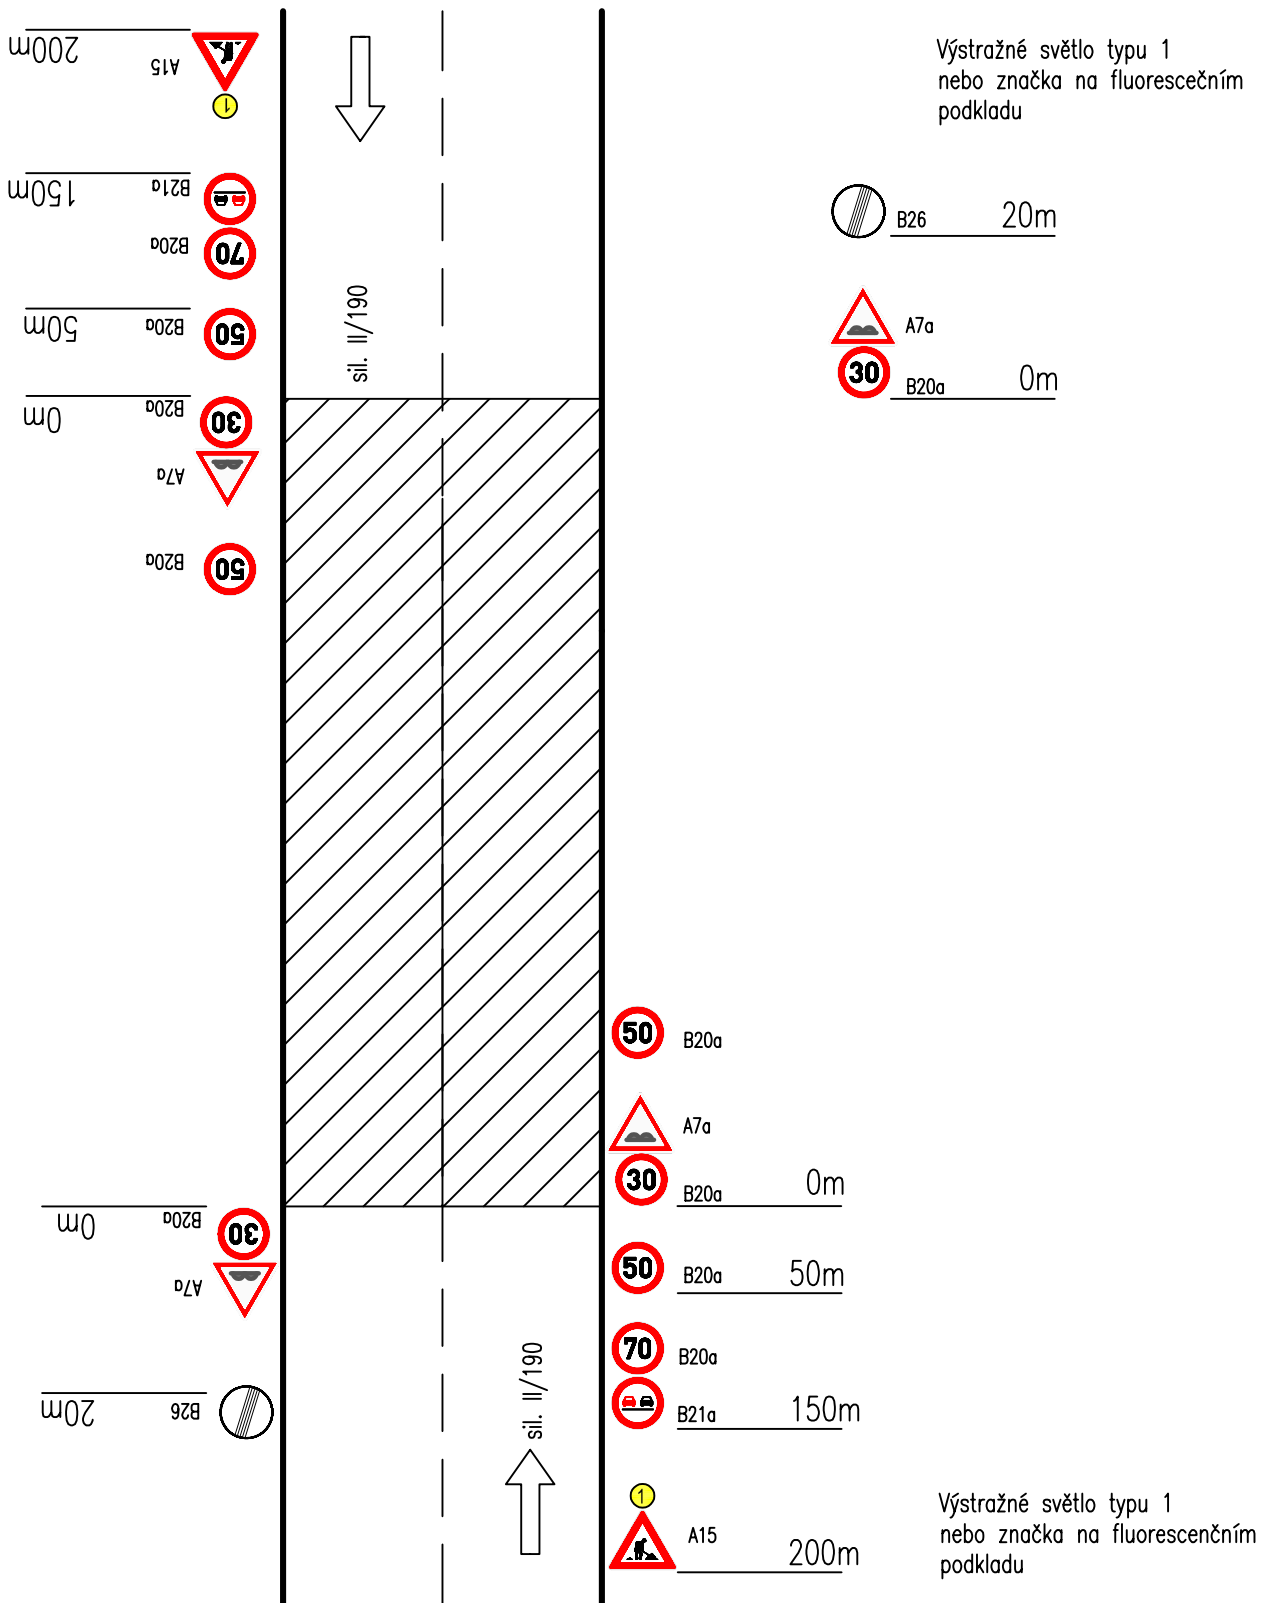 200m
A15
1
150m
B21a
B20a
70
50m
B20a
50
0m
B20a
30
A7a
B20a
50
sil. II/190
Výstražné světlo typu 1
nebo značka na fluorescečním
podkladu
B26 20m
A7a
30
B20a 0m
50
B20a
A7a
30
B20a 0m
50
B20a 50m
70
B20a
B21a 150m
1
A15 200m
sil. II/190
0m
B20a
30
A7a
20m
B26
Výstražné světlo typu 1
nebo značka na fluorescenčním
podkladu